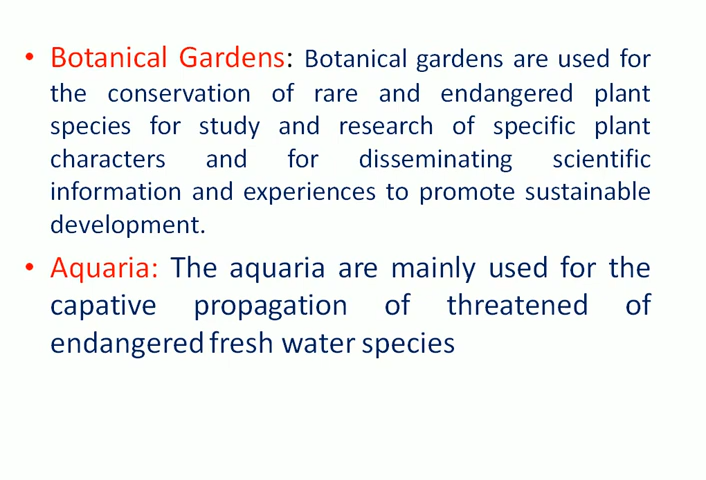 • Botanical Gardens: Botanical gardens are used for
the conservation of rare and endangered plant
species for study and research of specific plant
characters and for disseminating scientific
information and experiences to promote sustainable
development.
• Aquaria: The aquaria are mainly used for the
capative propagation of threatened of
endangered fresh water species